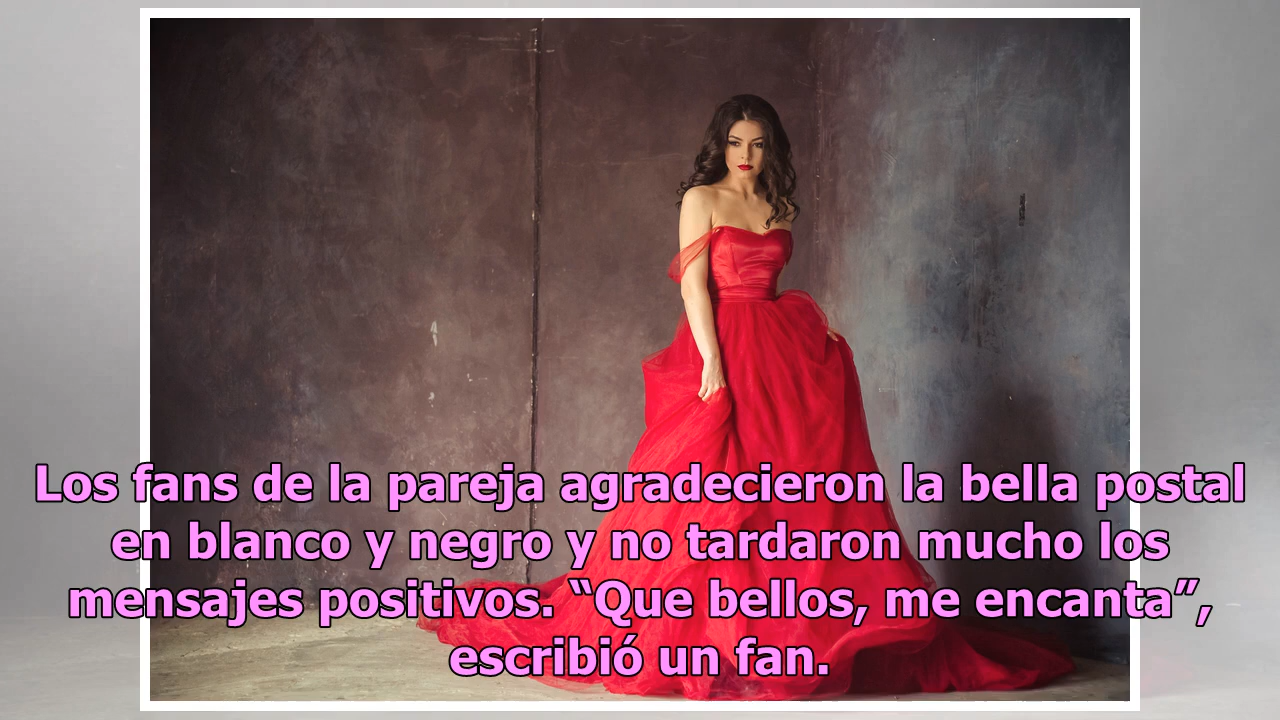 Los fans de la pareja agradecieron la bella postal
en blanco y negro y no tardaron mucho los
mensajes positivos. “Que bellos, me encanta”,
escribió un fan.